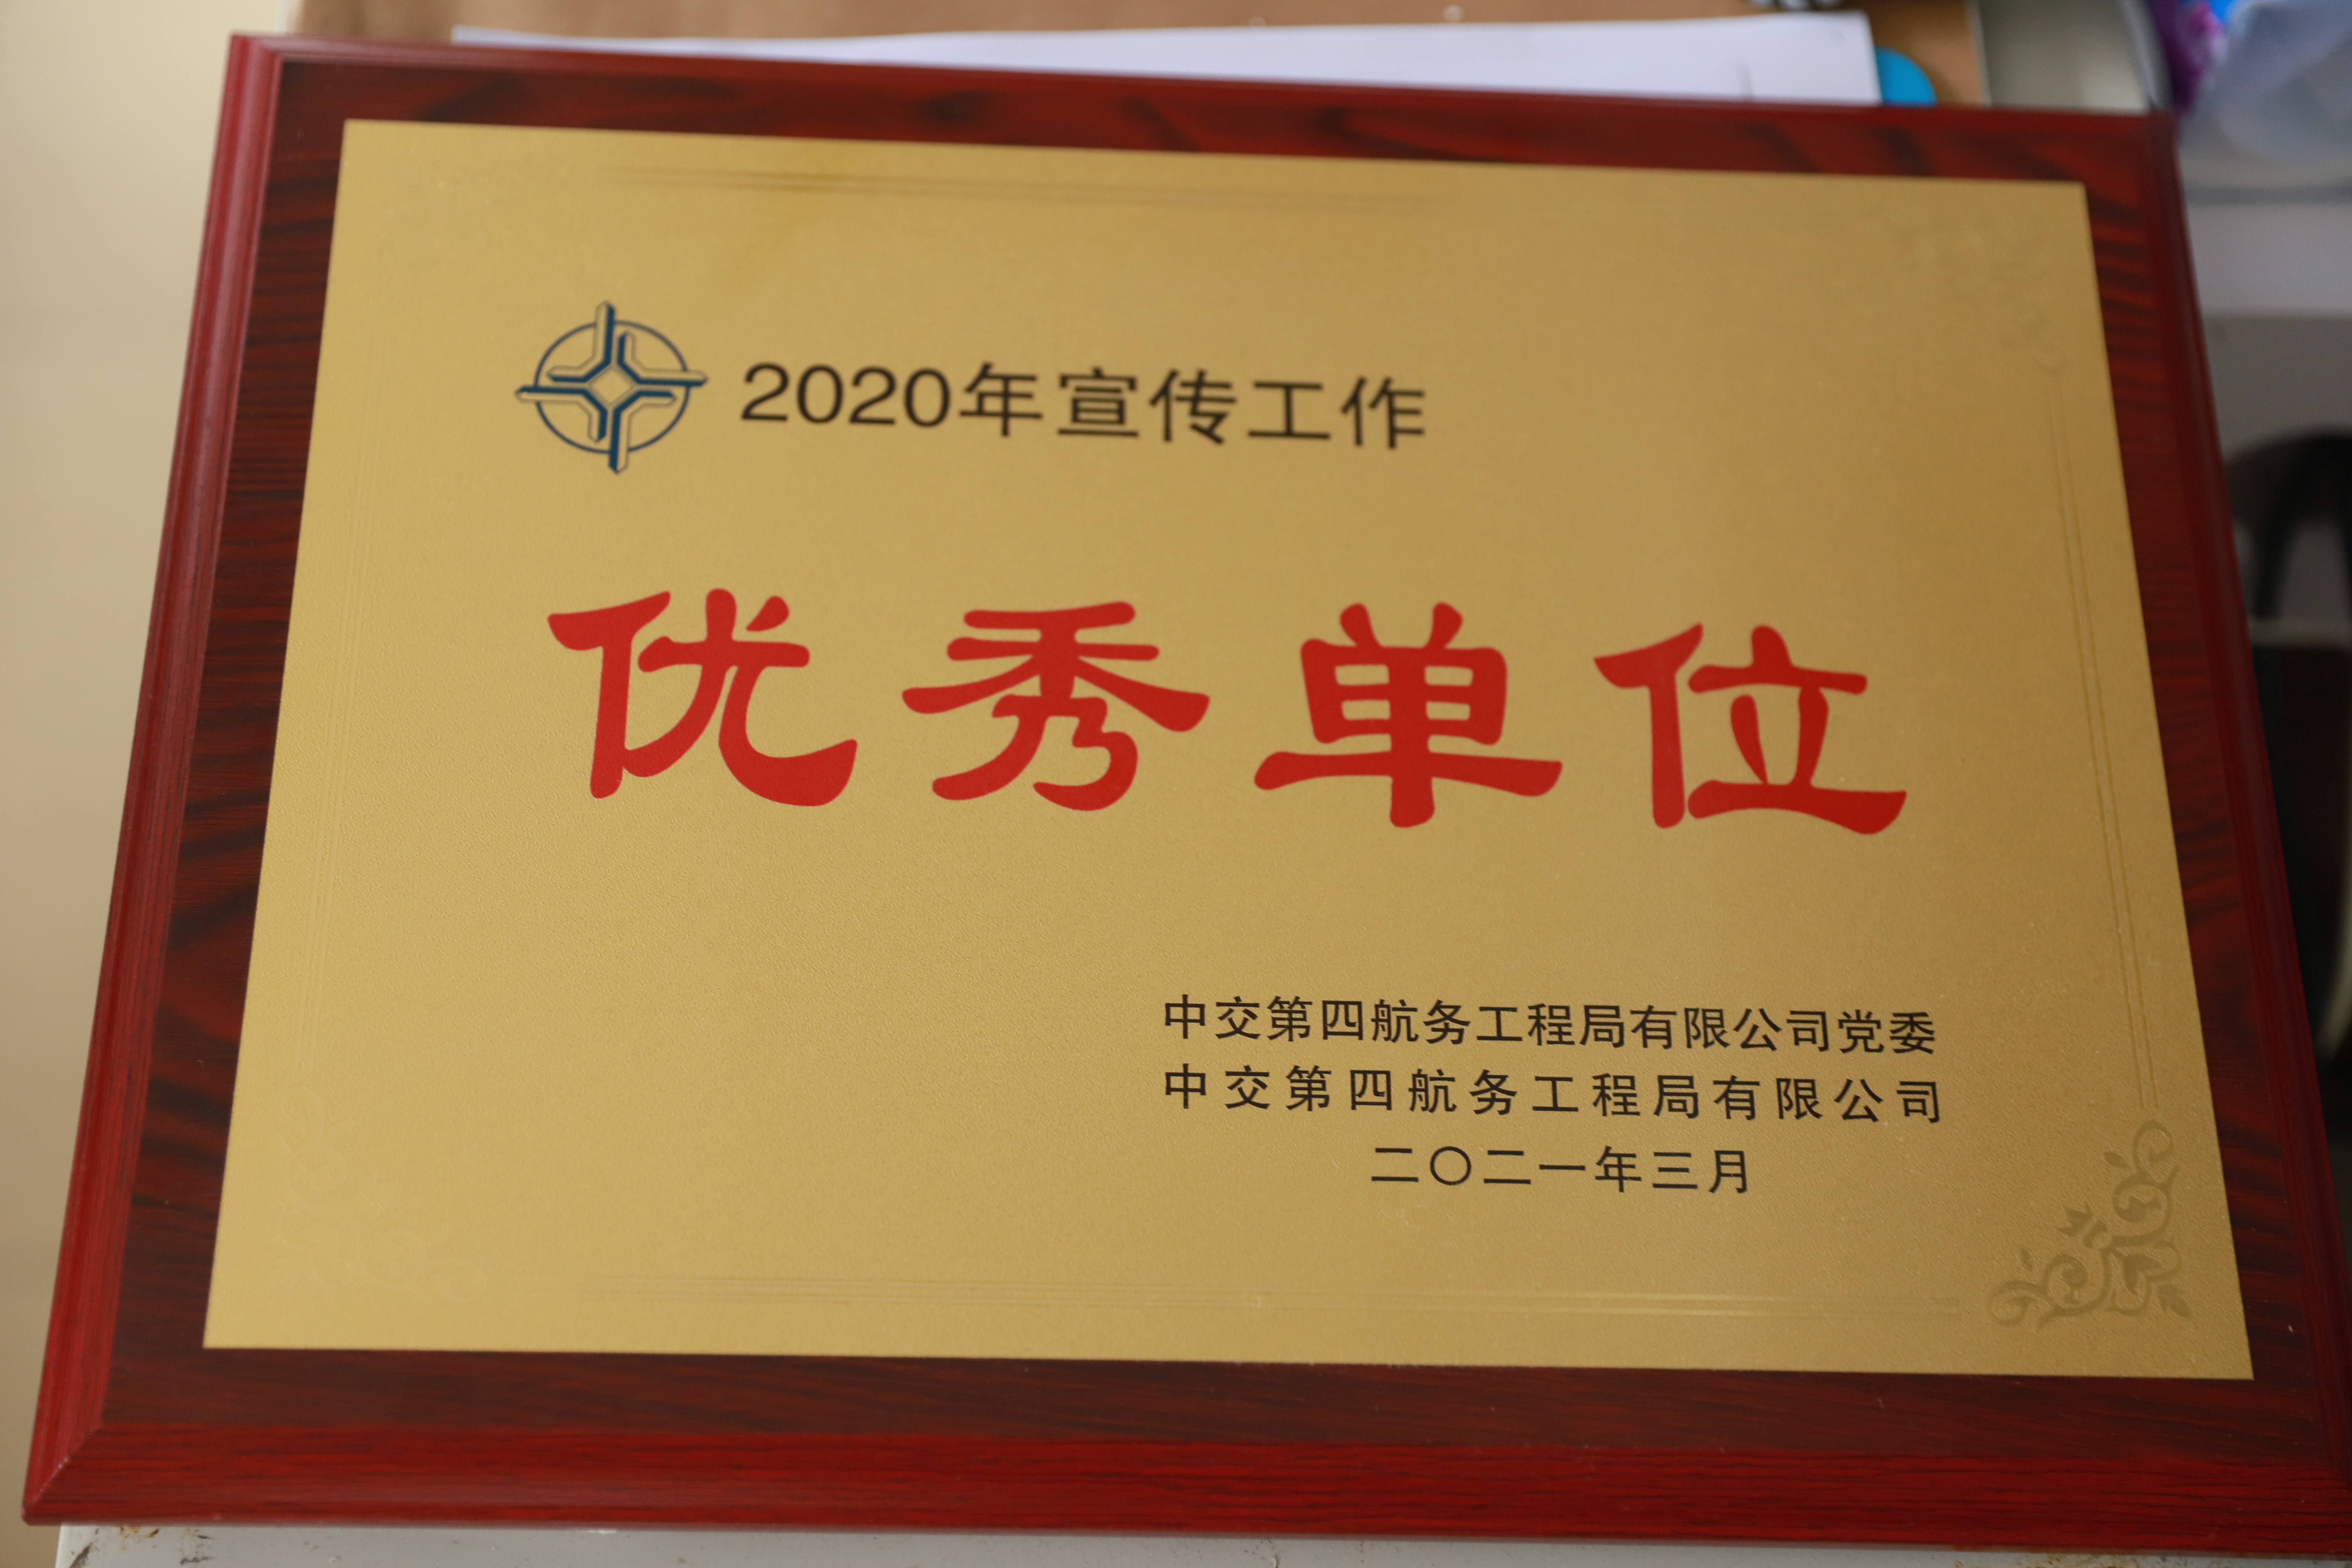 2020年宣传工作
优秀单位
中交第四航务工程局有限公司党委
中交第四航务工程局有限公司
二〇二一年三月